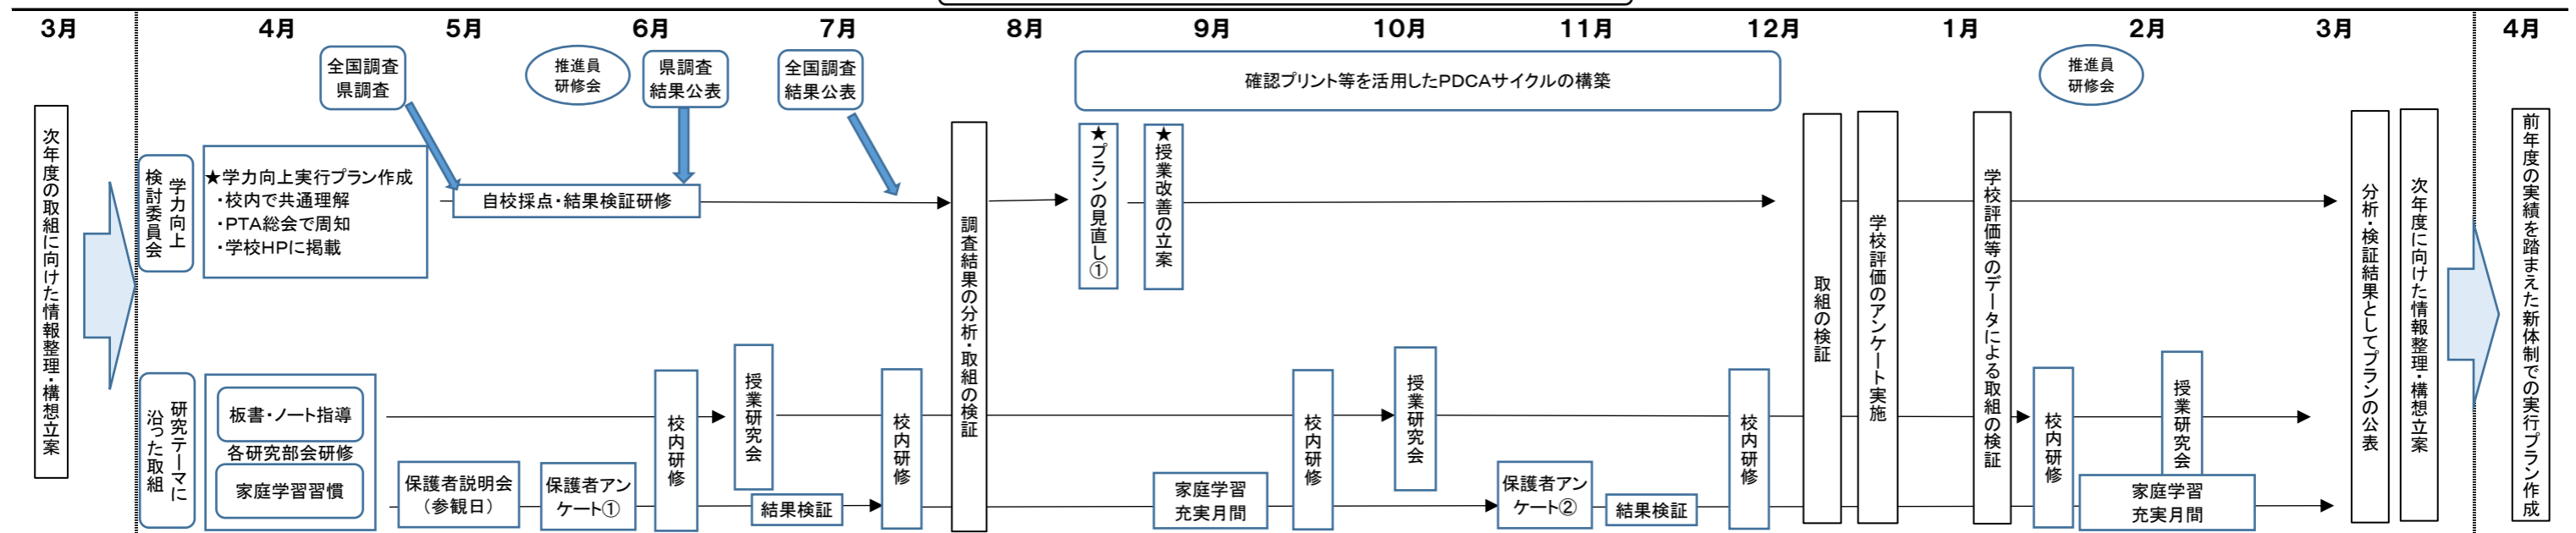 3月 4月 5月 6月 7月 8月 9月 10月 11月 12月 1月 2月 3月 4月
全国調査
県調査
推進員
研修会
県調査
結果公表
全国調査
結果公表
確認プリント等を活用したPDCAサイクルの構築
推進員
研修会
次年度の取組に向けた情報整理・構想立案
学力向上
検討委員会
★学力向上実行プラン作成
・校内で共通理解
・PTA総会で周知
・学校HPに掲載
自校採点・結果検証研修
調査結果の分析・取組の検証
★プランの見直し①
★授業改善の立案
取組の検証
学校評価のアンケート実施
学校評価等のデータによる取組の検証
分析・検証結果としてプランの公表
次年度に向けた情報整理・構想立案
前年度の実績を踏まえた新体制での実行プラン作成
研究テーマに
沿った取組
板書・ノート指導
各研究部会研修
家庭学習習慣
保護者説明会
（参観日）
保護者アン
ケート①
校内研修
授業研究会
結果検証
校内研修
家庭学習
充実月間
校内研修
授業研究会
保護者アン
ケート②
結果検証
校内研修
校内研修
授業研究会
家庭学習
充実月間